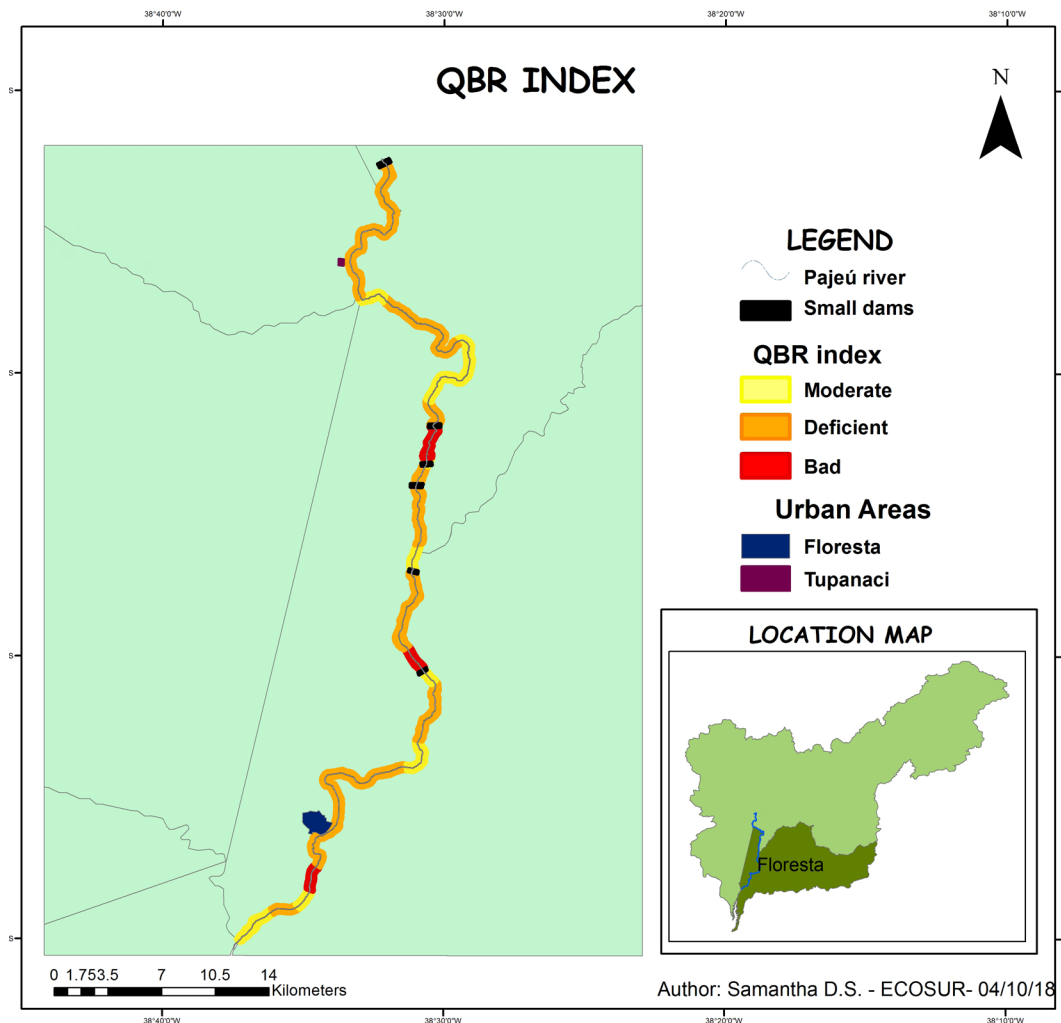 38°40'0"W 38°30'0"W 38°20'0"W 38°10'0"W
QBR INDEX
N
S
LEGEND
Pajeú river
Small dams
QBR index
Moderate
Deficient
Bad
Urban Areas
Floresta
Tupanaci
S
S
LOCATION MAP
Floresta
S
0 1.753.5 7 10.5 14
Kilometers
Author: Samantha D.S. - ECOSUR- 04/10/18
38°40'0"W 38°30'0"W 38°20'0"W 38°10'0"W